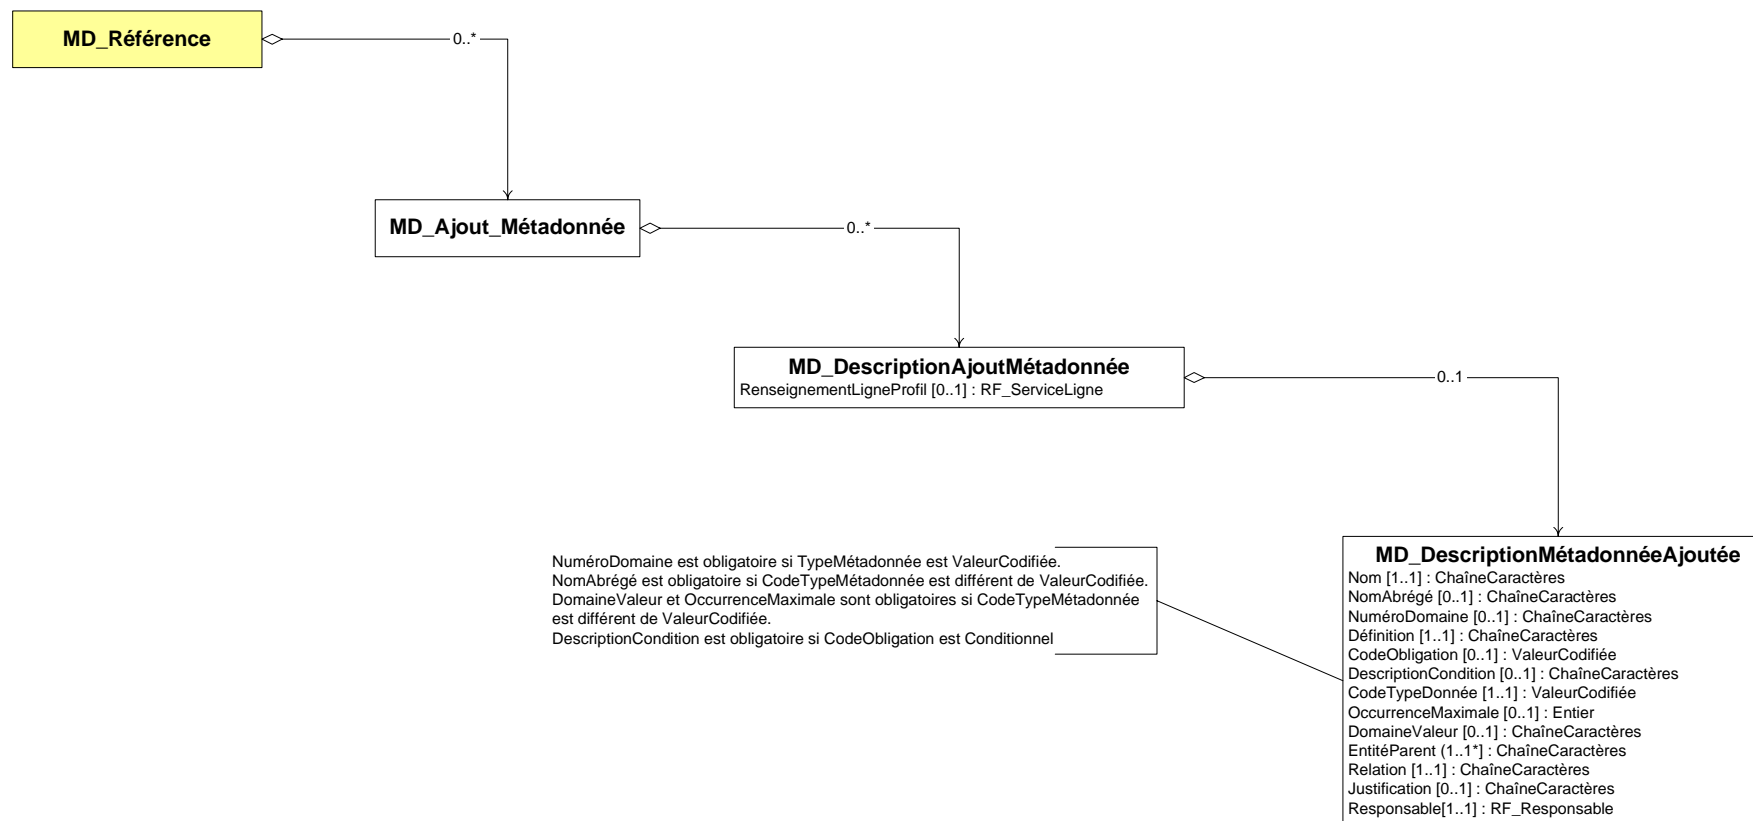 MD_Référence
0..*
MD_Ajout_Métadonnée
0..*
MD_DescriptionAjoutMétadonnée
RenseignementLigneProfil [0..1] : RF_ServiceLigne
0..1
NuméroDomaine est obligatoire si TypeMétadonnée est ValeurCodifiée.
NomAbrégé est obligatoire si CodeTypeMétadonnée est différent de ValeurCodifiée.
DomaineValeur et OccurrenceMaximale sont obligatoires si CodeTypeMétadonnée
est différent de ValeurCodifiée.
DescriptionCondition est obligatoire si CodeObligation est Conditionnel
MD_DescriptionMétadonnéeAjoutée
Nom [1..1] : ChaîneCaractères
NomAbrégé [0..1] : ChaîneCaractères
NuméroDomaine [0..1] : ChaîneCaractères
Définition [1..1] : ChaîneCaractères
CodeObligation [0..1] : ValeurCodifiée
DescriptionCondition [0..1] : ChaîneCaractères
CodeTypeDonnée [1..1] : ValeurCodifiée
OccurrenceMaximale [0..1] : Entier
DomaineValeur [0..1] : ChaîneCaractères
EntitéParent (1..1*] : ChaîneCaractères
Relation [1..1] : ChaîneCaractères
Justification [0..1] : ChaîneCaractères
Responsable[1..1] : RF_Responsable